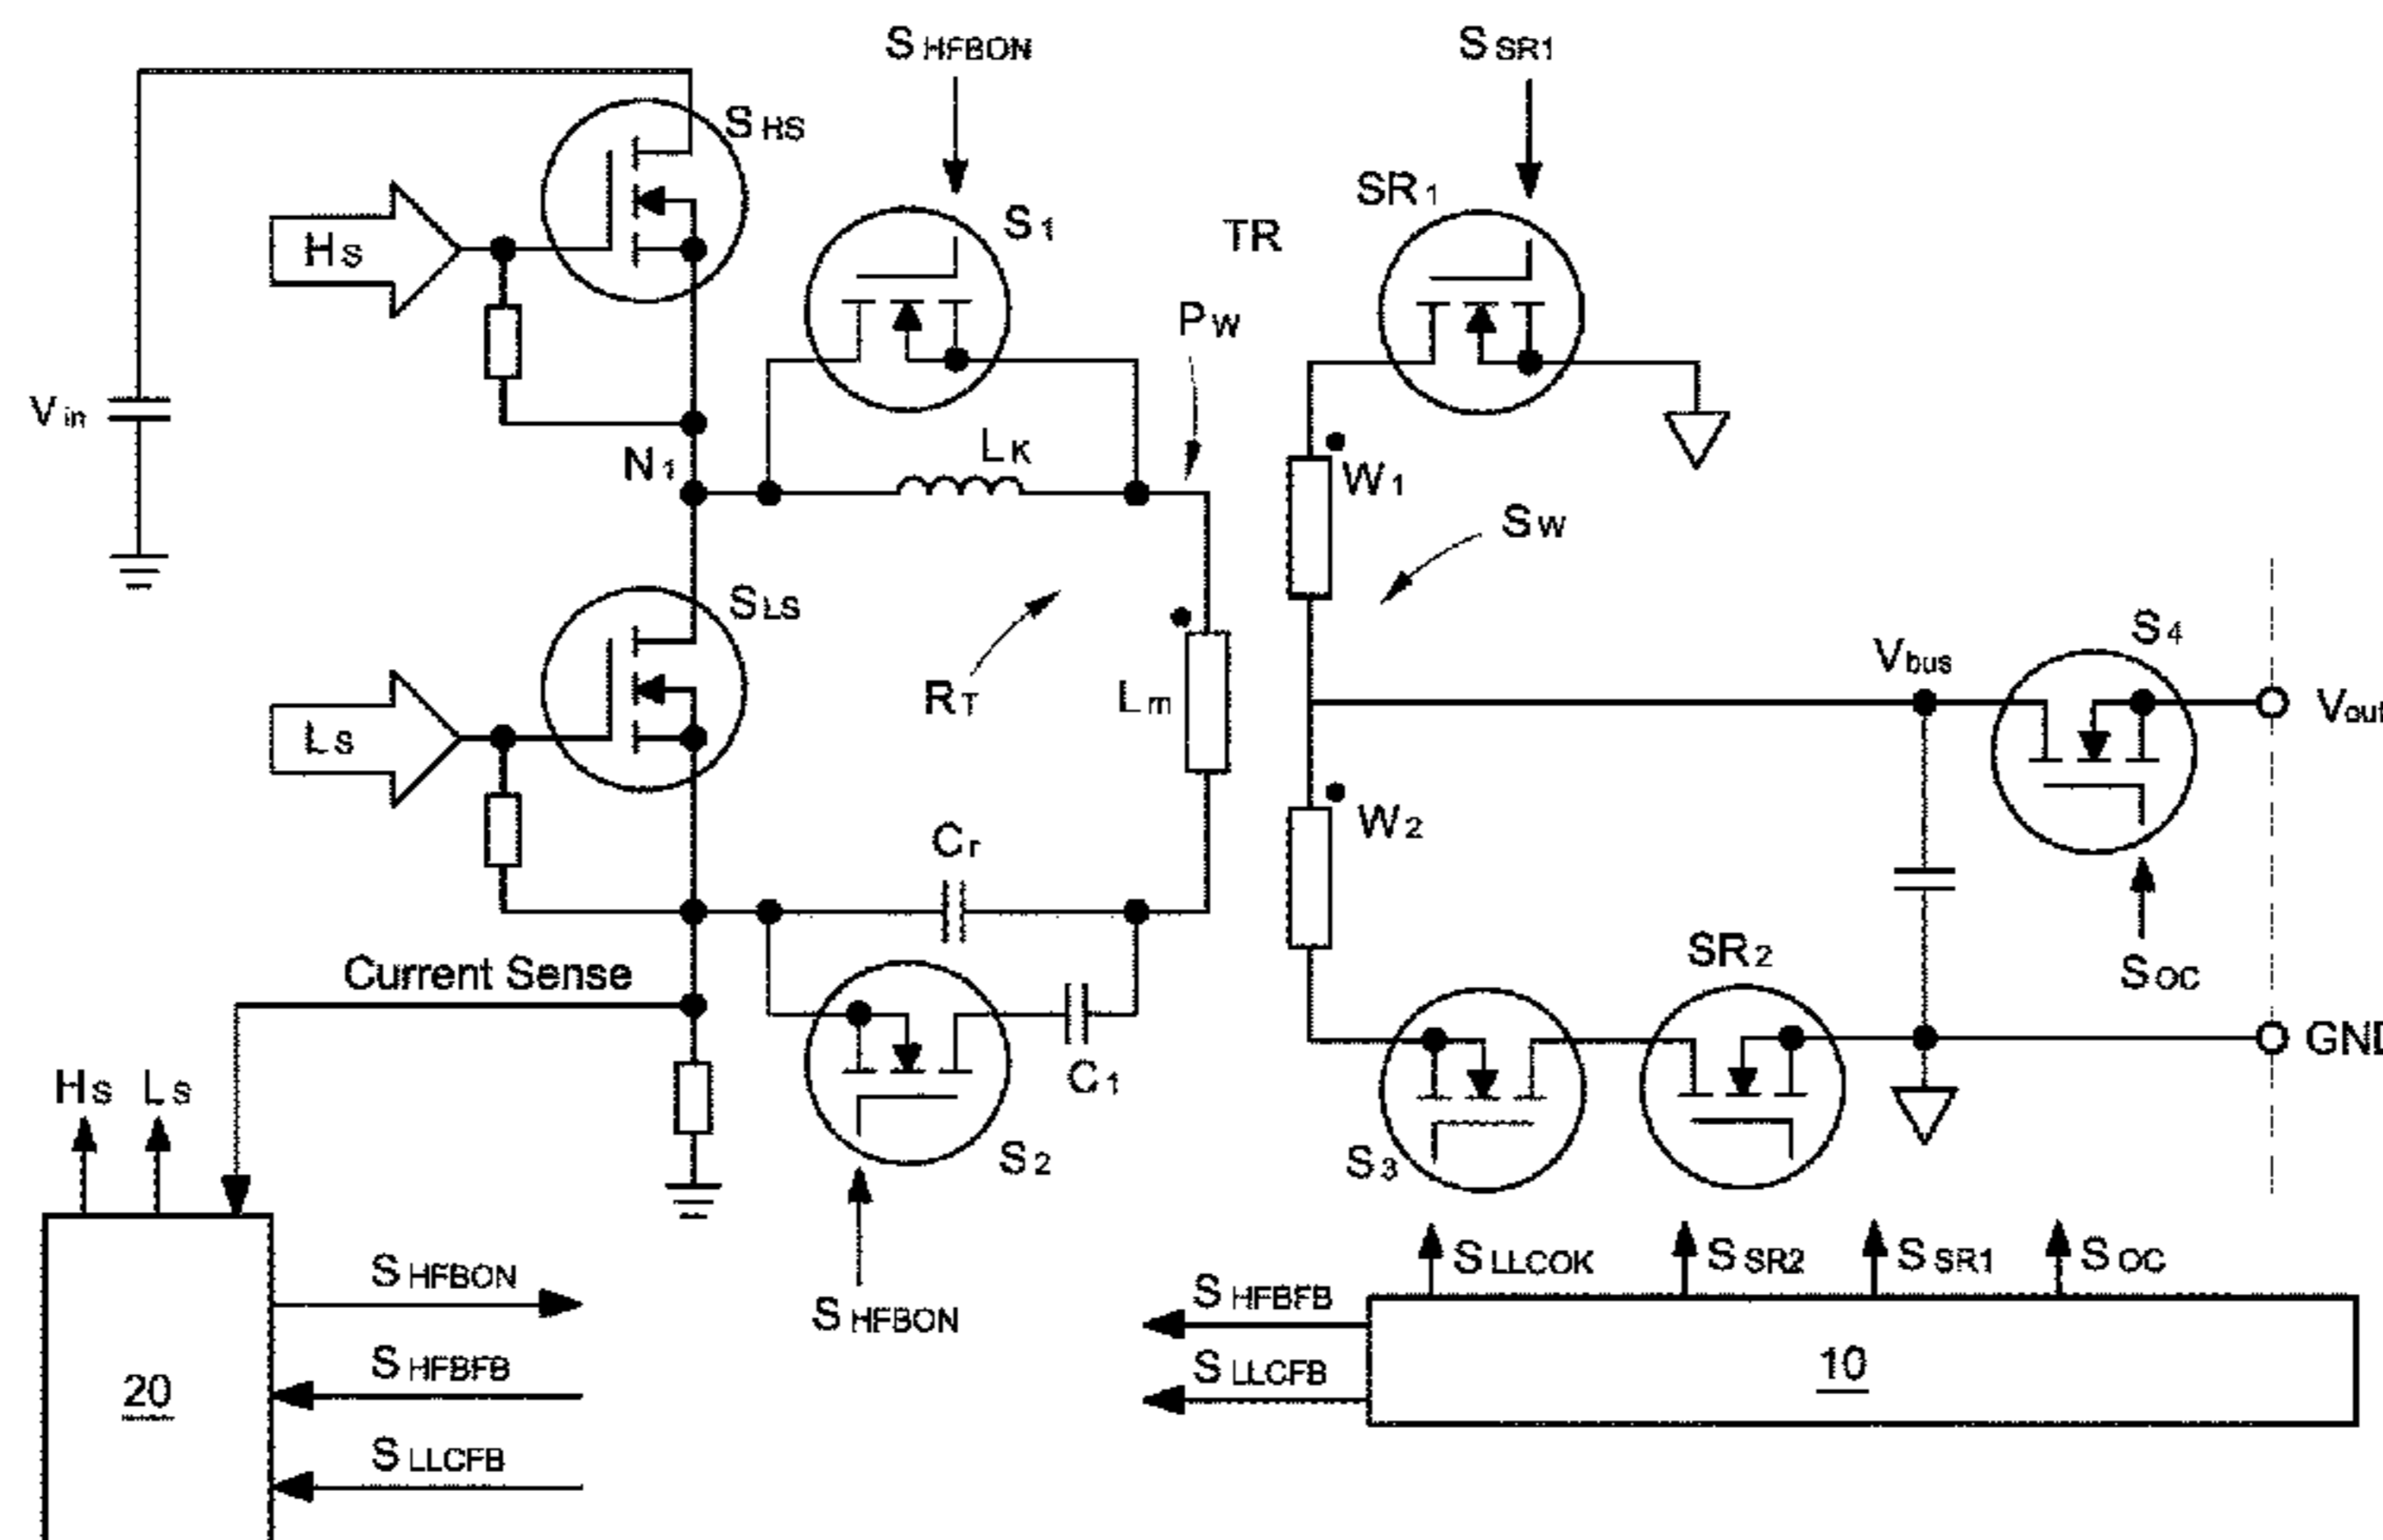 S HFBON
S SR1
S HS
SR 1
S 1
TR
H S
P W
V in
L K
N 1
W 1
S W
S LS
S 4
V bus
R T
L m
V out
L S
W 2
C r
SR 2
Current Sense
S OC
GND
H S L S
C 1
S 2
S 3
S HFBON
S LLCOK
S SR2
S SR1
S OC
S HFBFB
S HFBON
S HFBFB
S LLCFB
10
20
S LLCFB